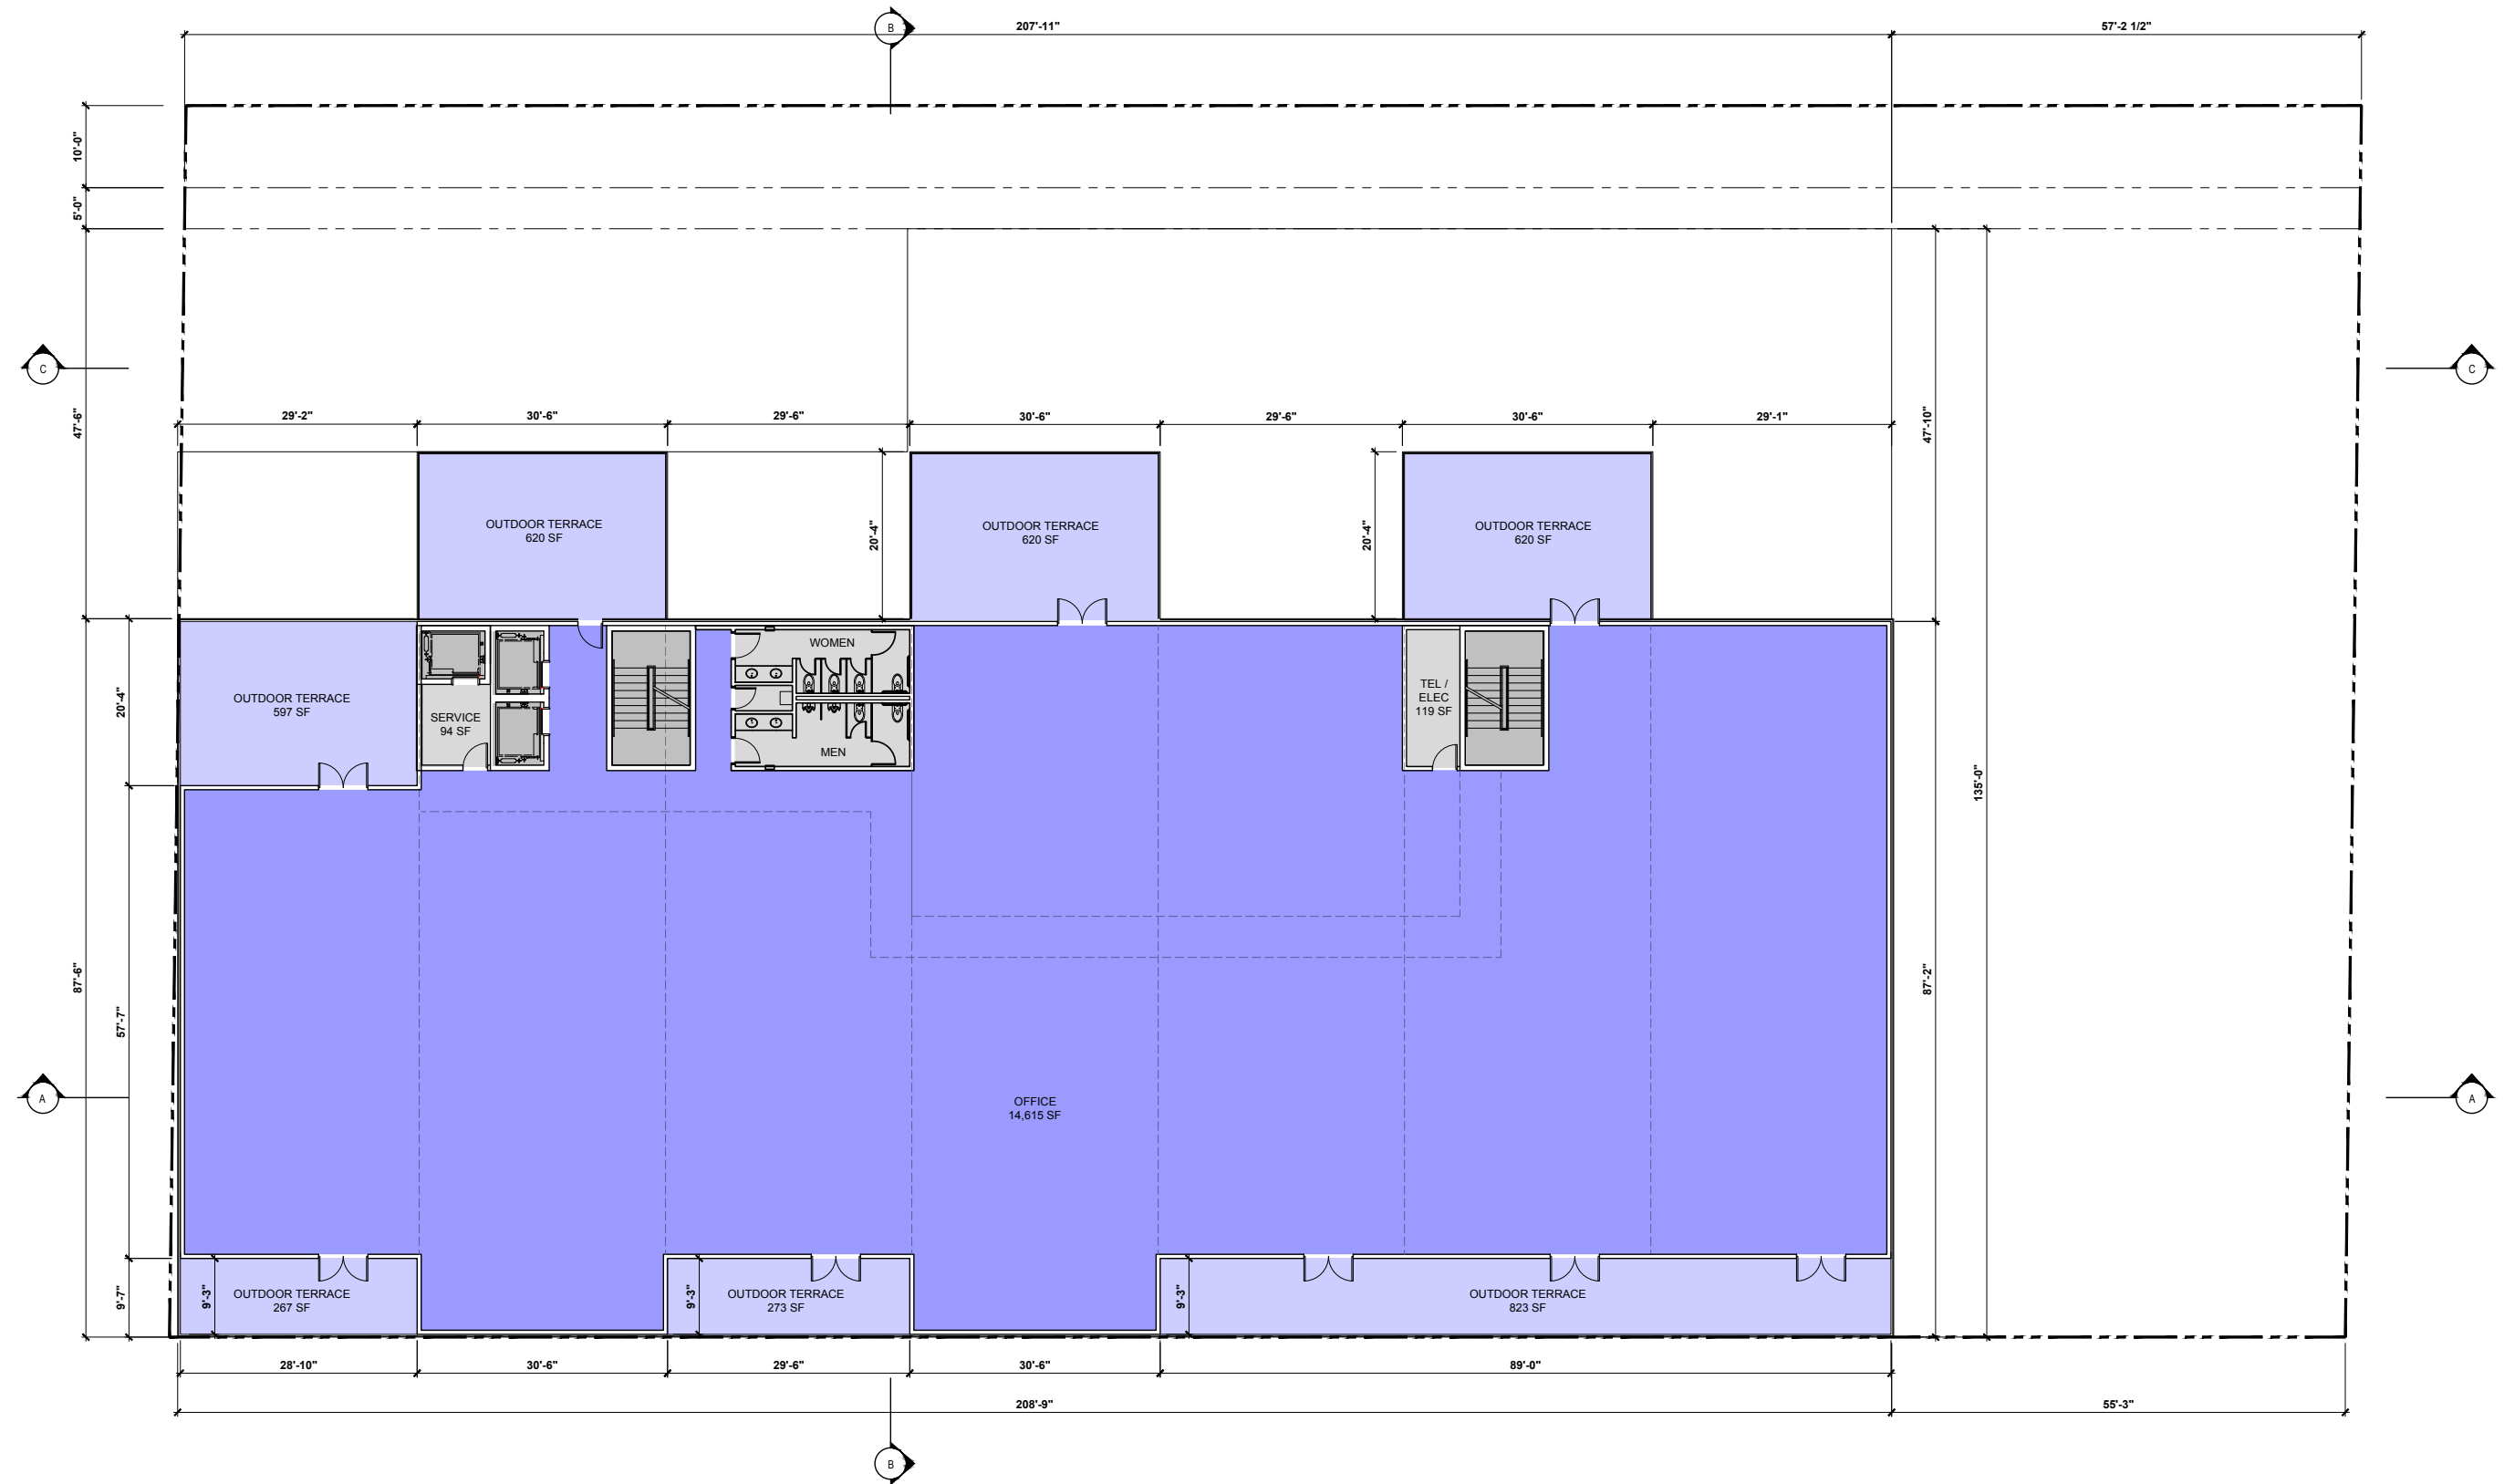 B
207'-11"
57'-2 1/2"
10'-0"
5'-0"
C
C
47'-6"
47'-10"
29'-2"
30'-6"
29'-6"
30'-6"
29'-6"
30'-6"
29'-1"
OUTDOOR TERRACE
620 SF
20'-4"
OUTDOOR TERRACE
620 SF
20'-4"
OUTDOOR TERRACE
620 SF
20'-4"
OUTDOOR TERRACE
597 SF
SERVICE
94 SF
WOMEN
MEN
TEL /
ELEC
119 SF
135'-0"
87'-6"
57'-7"
87'-2"
A
A
OFFICE
14,615 SF
9'-7"
9'-3"
OUTDOOR TERRACE
267 SF
9'-3"
OUTDOOR TERRACE
273 SF
9'-3"
OUTDOOR TERRACE
823 SF
28'-10"
30'-6"
29'-6"
30'-6"
89'-0"
208'-9"
55'-3"
B